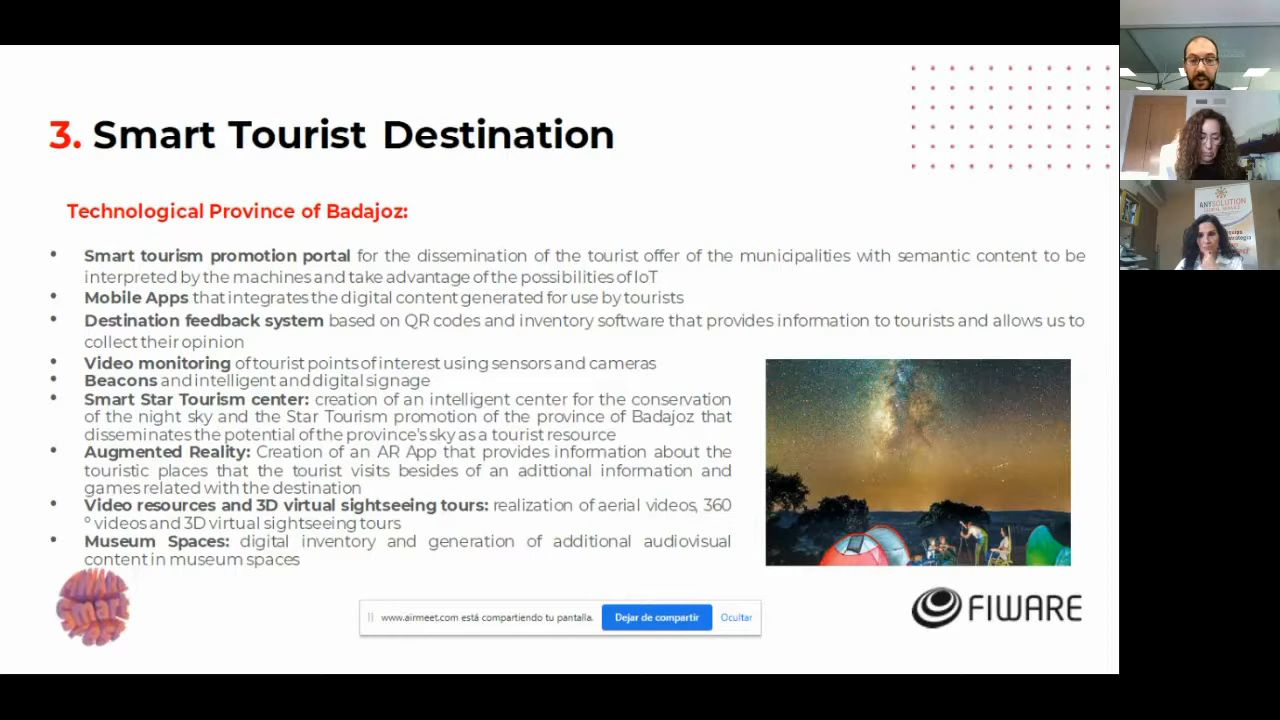 3. Smart Tourist Destination
Technological Province of Badajoz:
• Smart tourism promotion portal for the dissemination of the tourist offer of the municipalities with semantic content to be
interpreted by the machines and take advantage of the possibilities of IoT
• Mobile Apps that integrates the digital content generated for use by tourists
• Destination feedback system based on QR codes and inventory software that provides information to tourists and allows us to
collect their opinion
• Video monitoring of tourist points of interest using sensors and cameras
• Beacons and intelligent and digital signage
• Smart Star Tourism center: creation of an intelligent center for the conservation
of the night sky and the Star Tourism promotion of the province of Badajoz that
disseminates the potential of the province's sky as a tourist resource
• Augmented Reality: Creation of an AR App that provides information about the
touristic places that the tourist visits besides of an aditional information and
games related with the destination
• Video resources and 3D virtual sightseeing tours: realization of aerial videos, 360
º videos and 3D virtual sightseeing tours
• Museum Spaces: digital inventory and generation of additional audiovisual
content in museum spaces
smart
www.airmeet.com está compartiendo tu pantalla.
Dejar de compartir
Ocultar
FIWARE
ANYSOLUTION